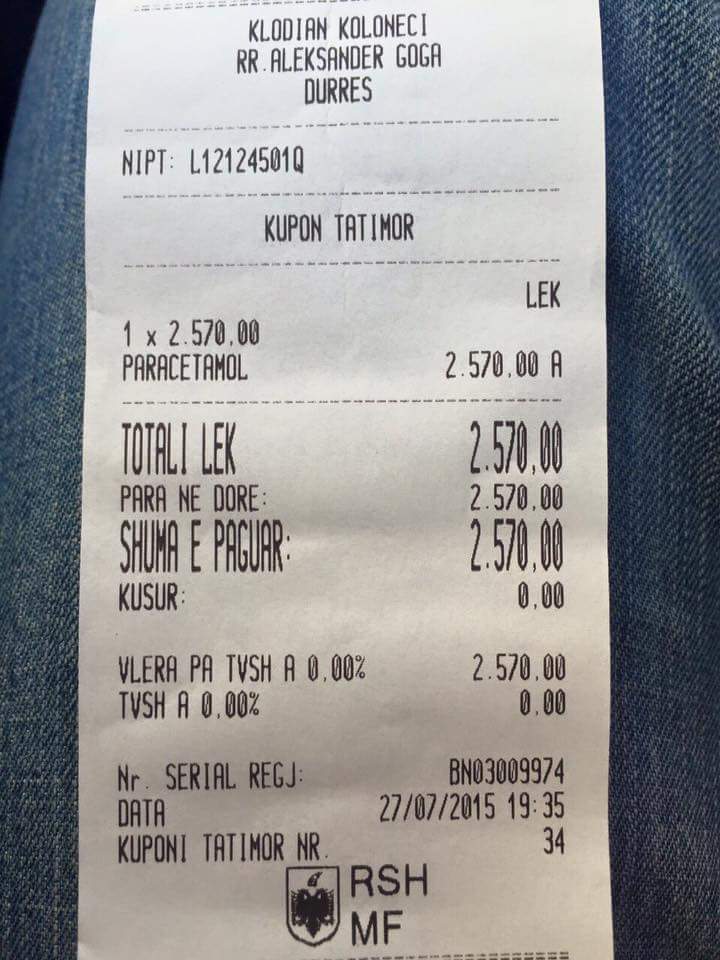 KLODIAN KOLONECI
RR.ALEKSANDER GOGA
DURRES
NIPT: L12124501Q
KUPON TATIMOR
LEK
1 x 2.570,00
PARACETAMOL 2.570,00 A
TOTALI LEK 2.570,00
PARA NE DORE: 2.570,00
SHUMA E PAGUAR: 2.570,00
KUSUR: 0,00
VLERA PA TVSH A 0,00% 2.570,00
TVSH A 0,00% 0,00
Nr. SERIAL REGJ: BN03009974
DATA 27/07/2015 19:35
KUPONI TATIMOR NR. 34
RSH
MF